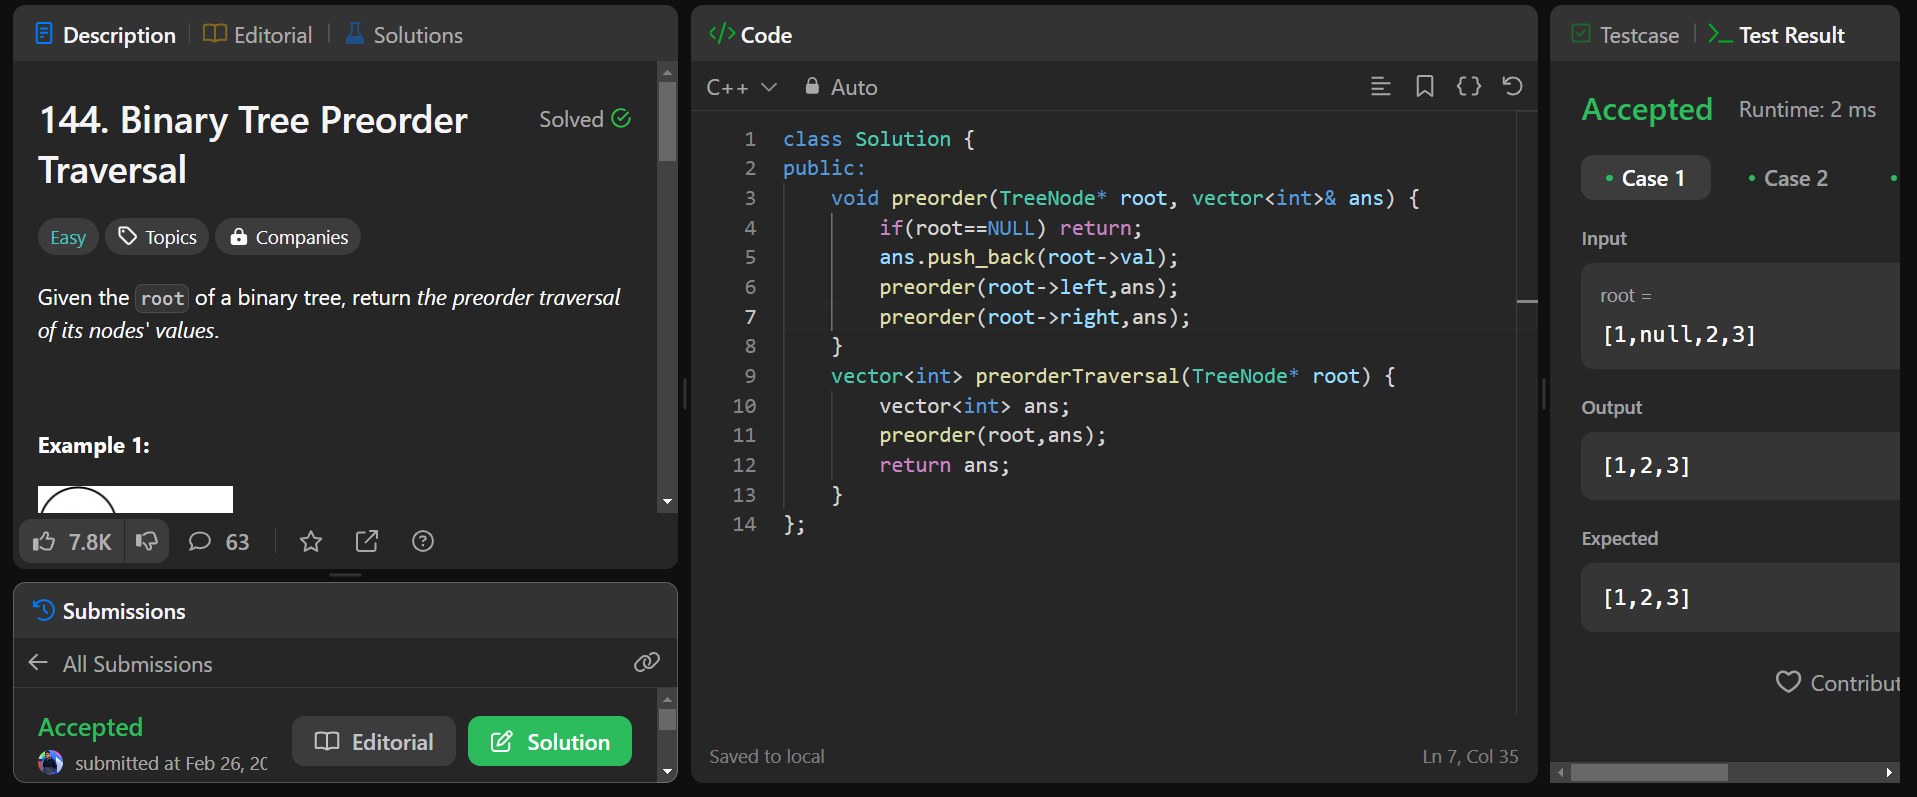 Description Editorial Solutions
144. Binary Tree Preorder
Traversal
Solved
Easy Topics Companies
Given the root of a binary tree, return the preorder traversal
of its nodes' values.
Example 1:
7.8K 63
Submissions
All Submissions
Accepted
submitted at Feb 26, 20
Editorial Solution
</> Code
C++ Auto
1 class Solution {
2 public:
3 void preorder(TreeNode* root, vector<int>& ans) {
4 if(root==NULL) return;
5 ans.push_back(root->val);
6 preorder(root->left,ans);
7 preorder(root->right,ans);
8 }
9 vector<int> preorderTraversal(TreeNode* root) {
10 vector<int> ans;
11 preorder(root,ans);
12 return ans;
13 }
14 };
Saved to local Ln 7, Col 35
Testcase >_ Test Result
Accepted Runtime: 2 ms
• Case 1 • Case 2 •
Input
root =
[1,null,2,3]
Output
[1,2,3]
Expected
[1,2,3]
Contribut